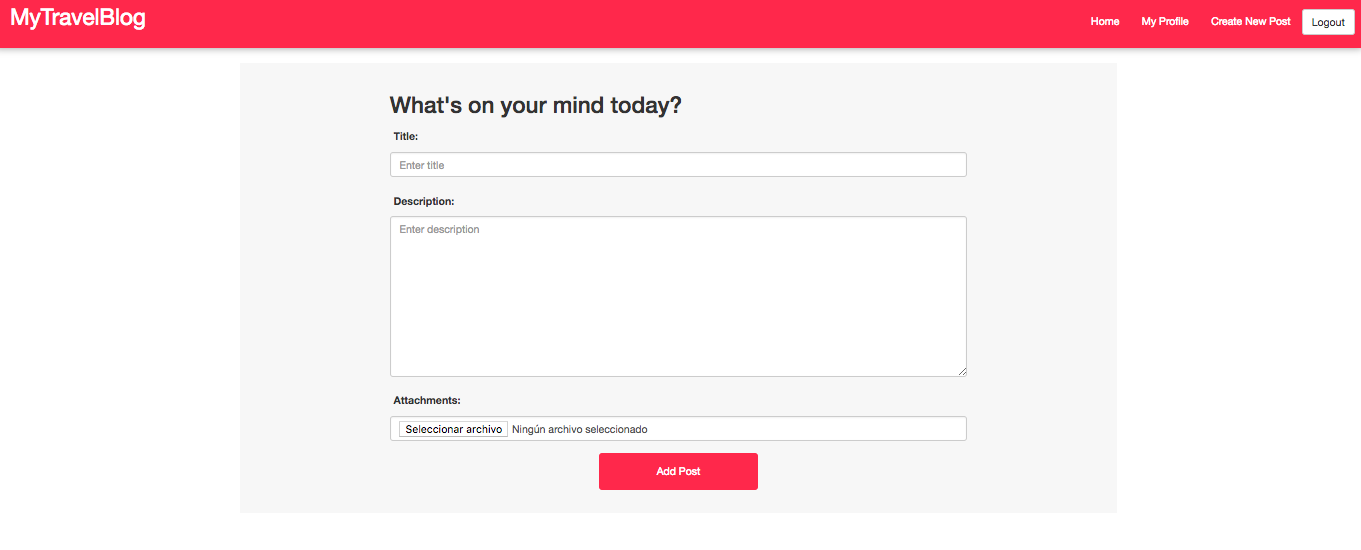 MyTravelBlog
Home My Profile Create New Post Logout
What's on your mind today?
Title:
Enter title
Description:
Enter description
Attachments:
Seleccionar archivo Ningún archivo seleccionado
Add Post